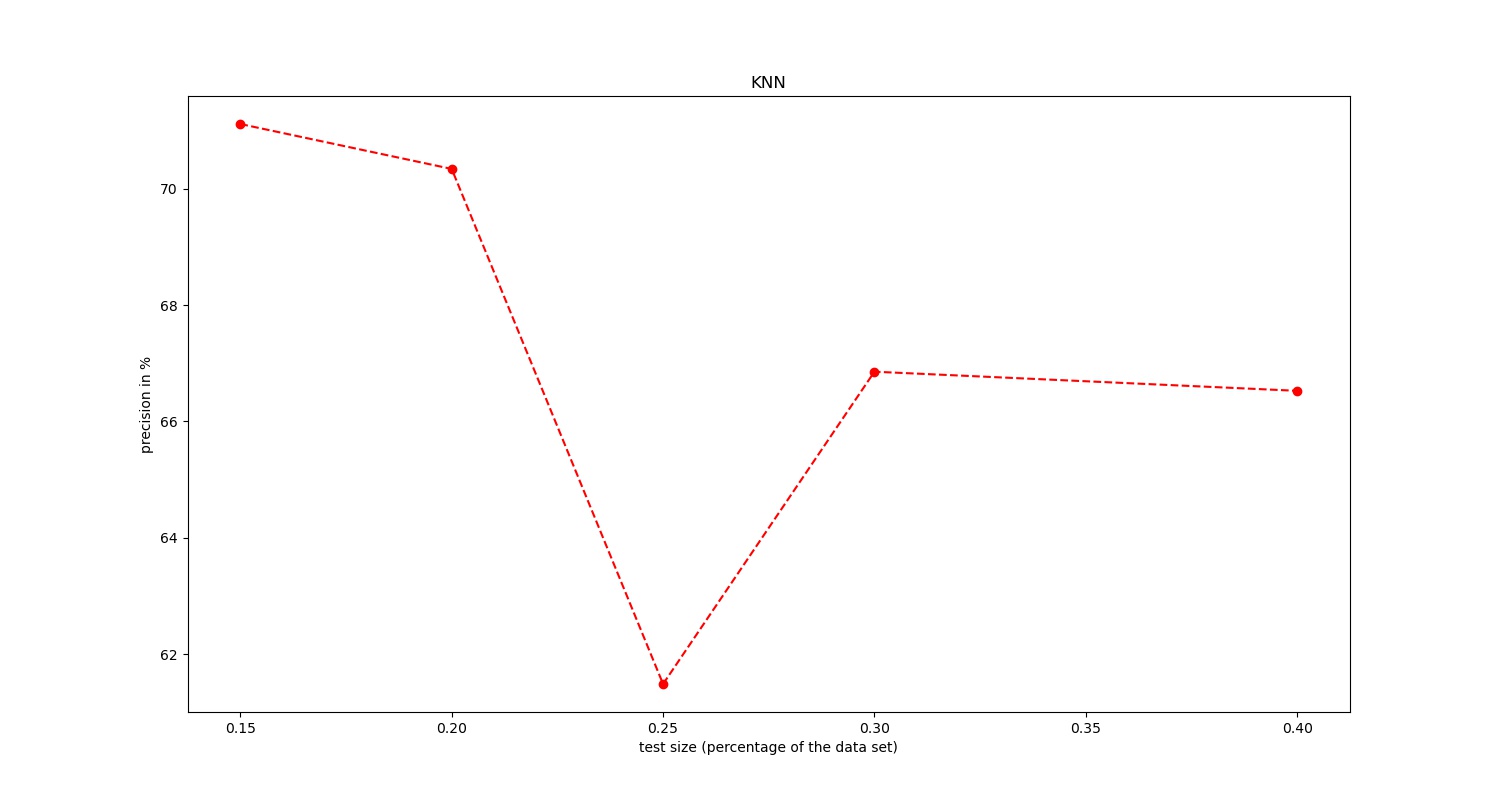 KNN
70
68
66
64
62
precision in %
0.15 0.20 0.25 0.30 0.35 0.40
test size (percentage of the data set)